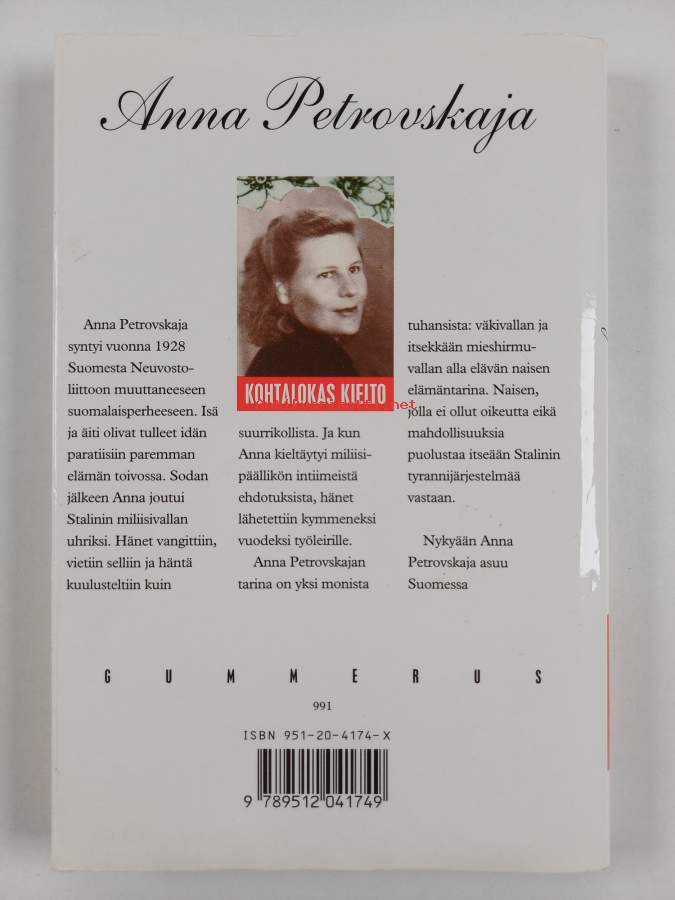 Anna Petrovskaja
Anna Petrovskaja
syntyi vuonna 1928
Suomesta Neuvosto-
liittoon muuttaneeseen
suomalaisperheeseen. Isä
ja äiti olivat tulleet idän
paratiisiin paremman
elämän toivossa. Sodan
jälkeen Anna joutui
Stalinin miliisivallan
uhriksi. Hänet vangittiin,
vietiin selliin ja häntä
kuulusteltiin kuin
KOHTALOKAS KIELTO
suurrikollista. Ja kun
Anna kieltäytyi miliisi-
päällikön intiimeistä
ehdotuksista, hänet
lähetettiin kymmeneksi
vuodeksi työleirille.
Anna Petrovskajan
tarina on yksi monista
tuhansista: väkivallan ja
itsekkään mieshirmu-
vallan alla elävän naisen
elämäntarina. Naisen,
jolla ei ollut oikeutta eikä
mahdollisuuksia
puolustaa itseään Stalinin
tyrannijärjestelmää
vastaan.
Nykyään Anna
Petrovskaja asuu
Suomessa
GUMMERUS
991
ISBN 951-20-4174-X
9 789512 041749